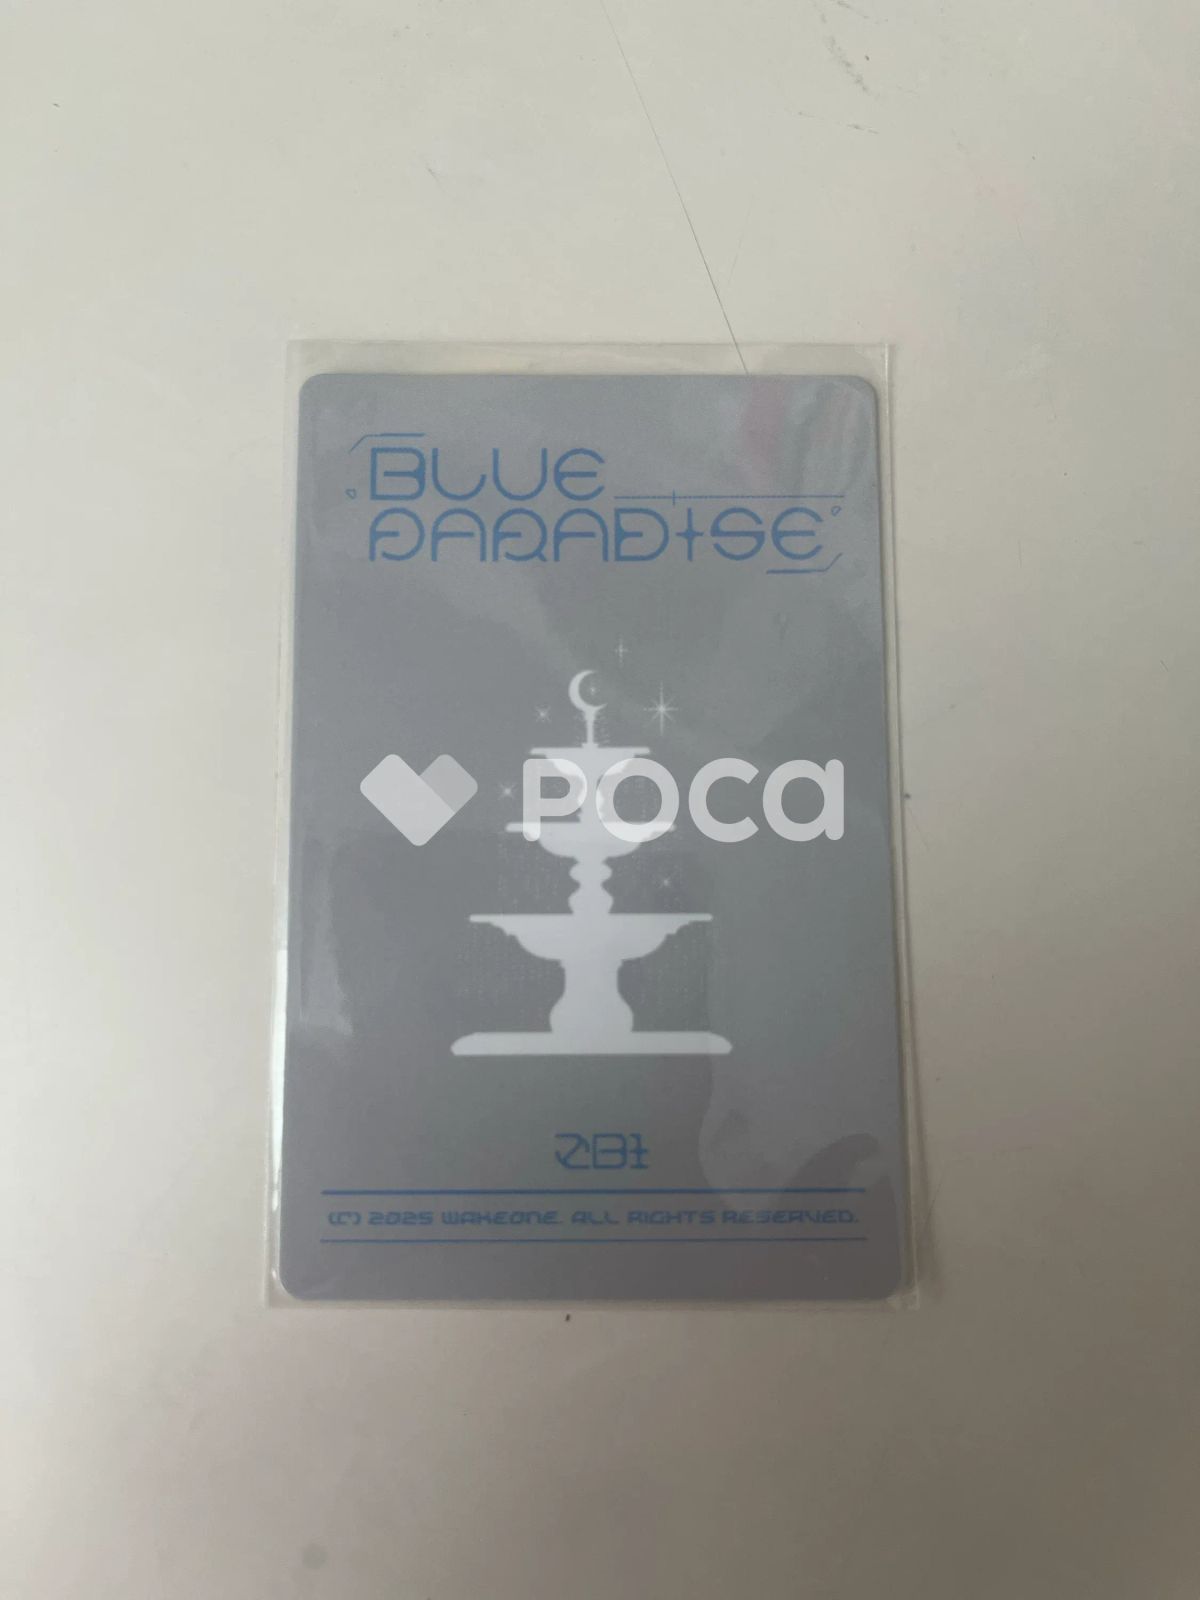 BLUE
PARADISE
POCA
ZB1
(C) 2025 WAKEONE. ALL RIGHTS RESERVED.